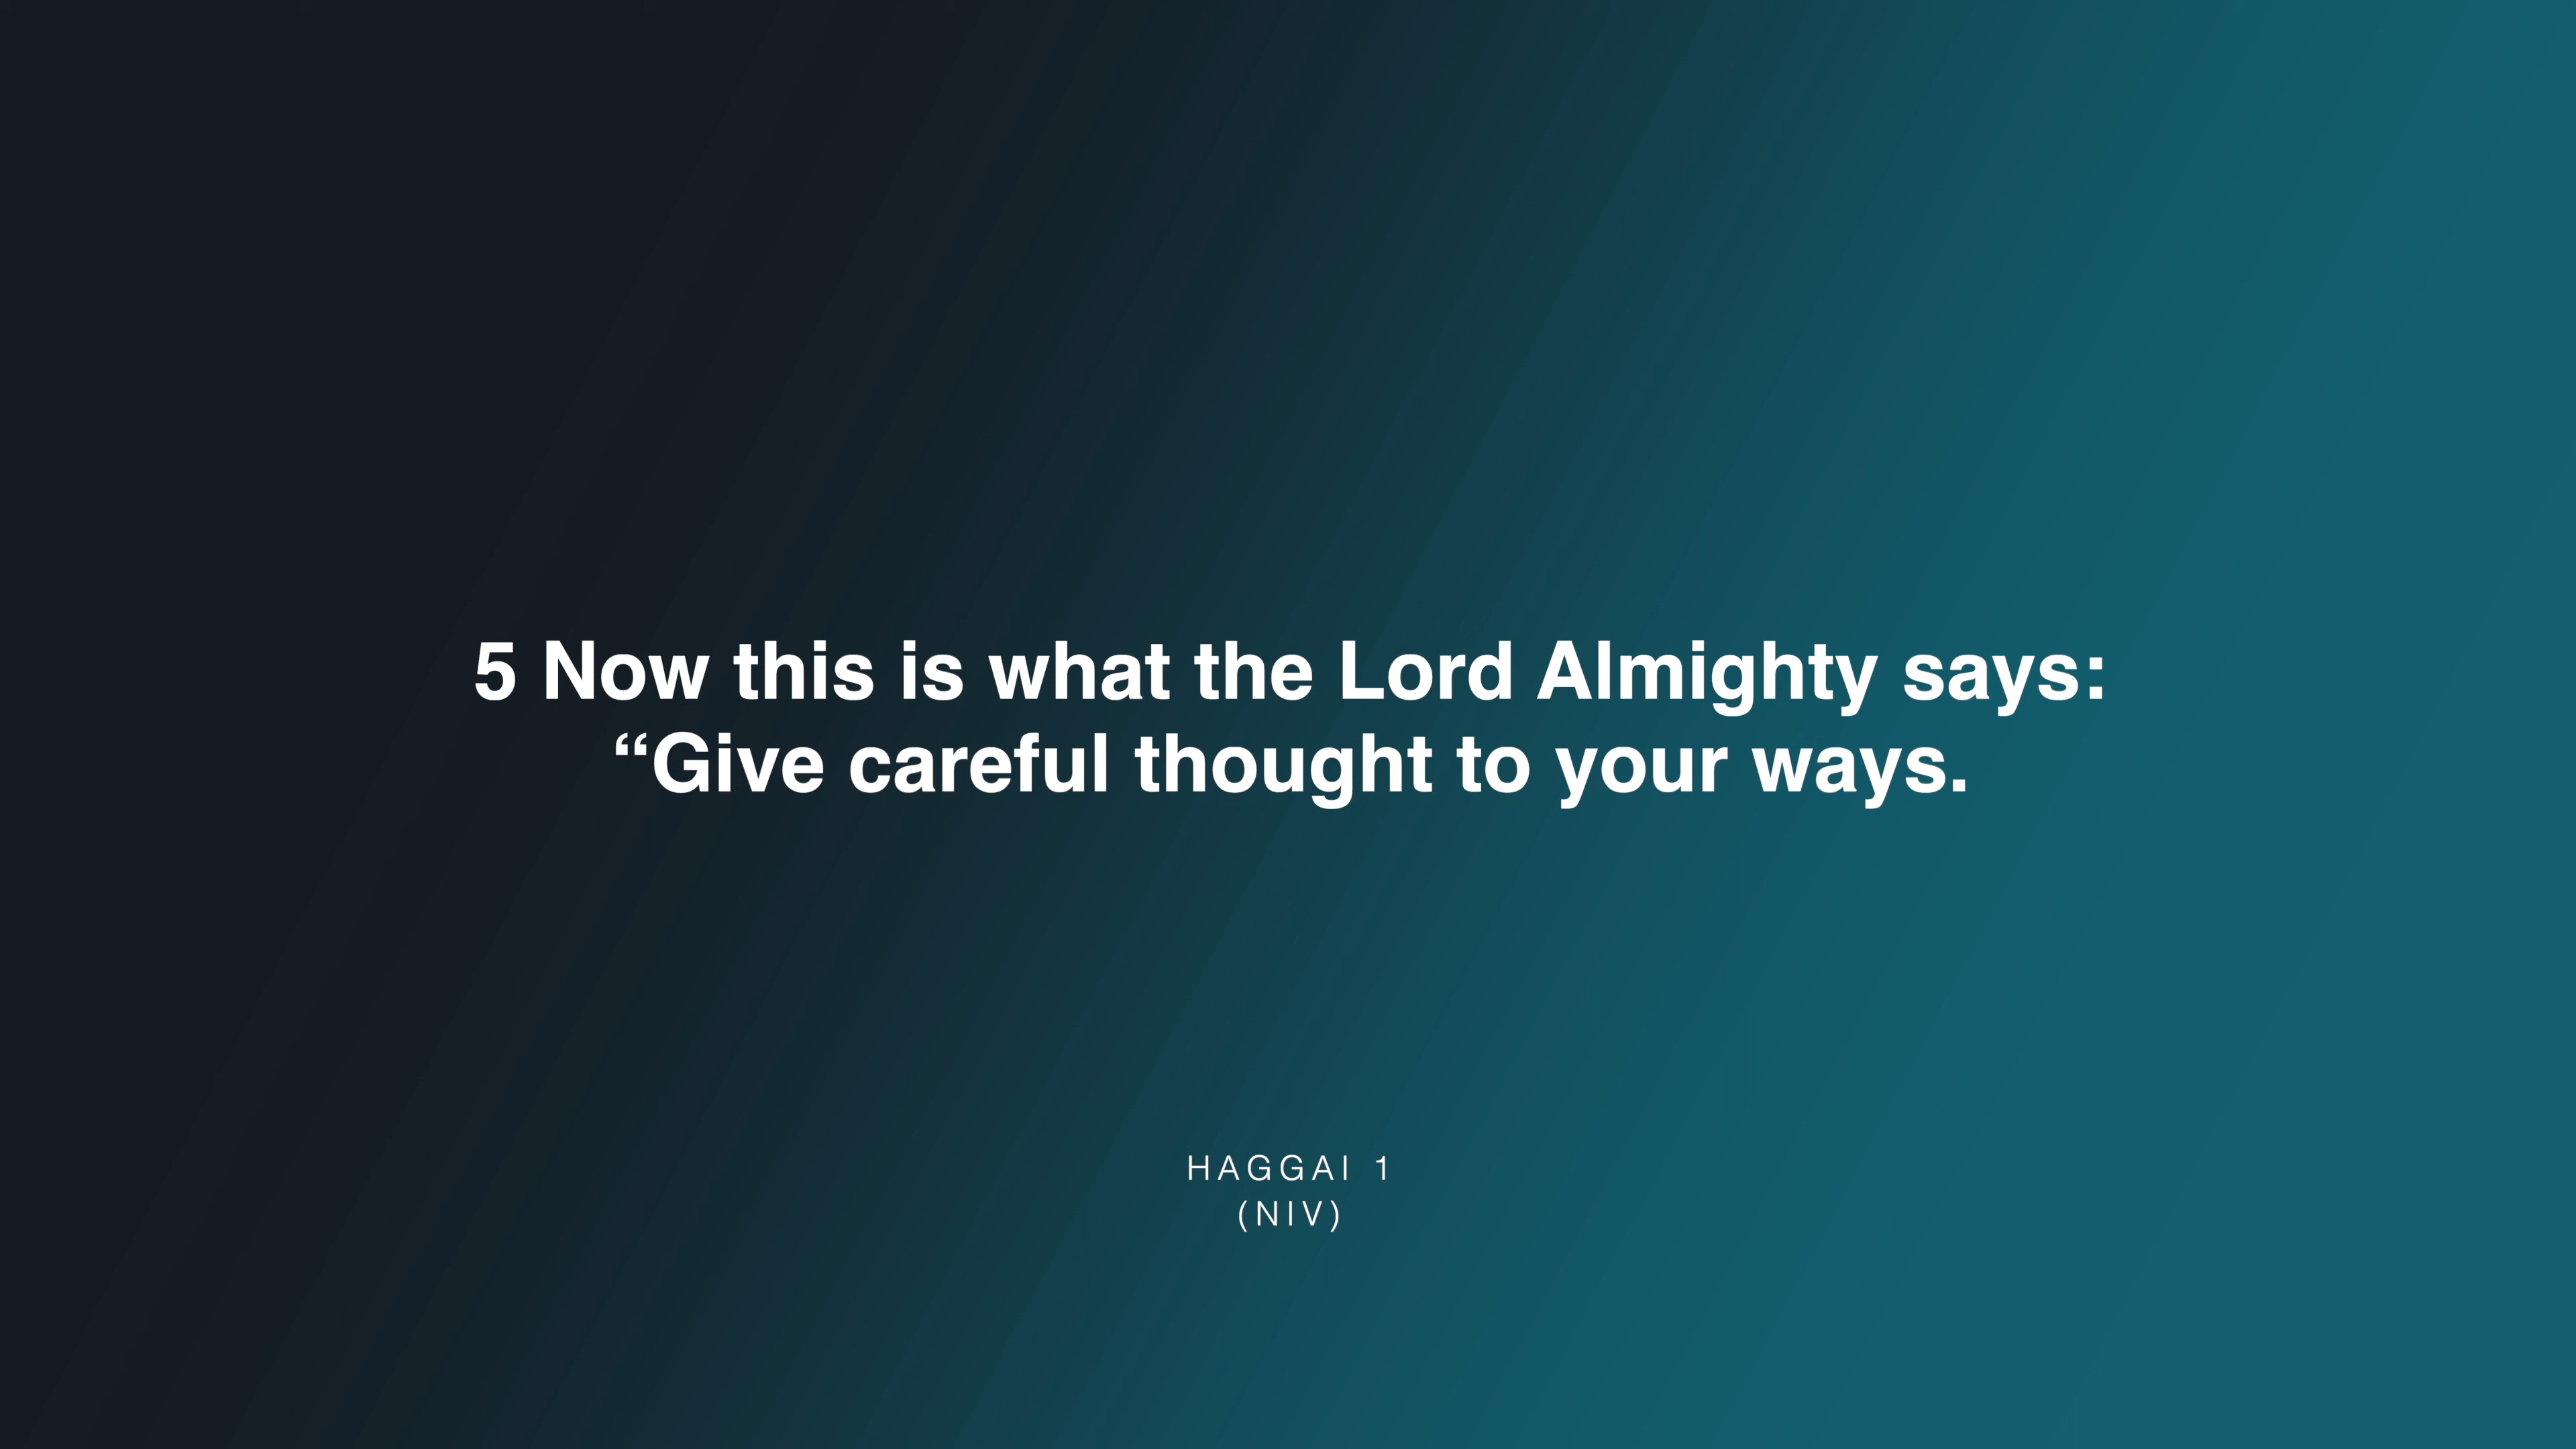 5 Now this is what the Lord Almighty says:
“Give careful thought to your ways.
HAGGAI 1
(NIV)